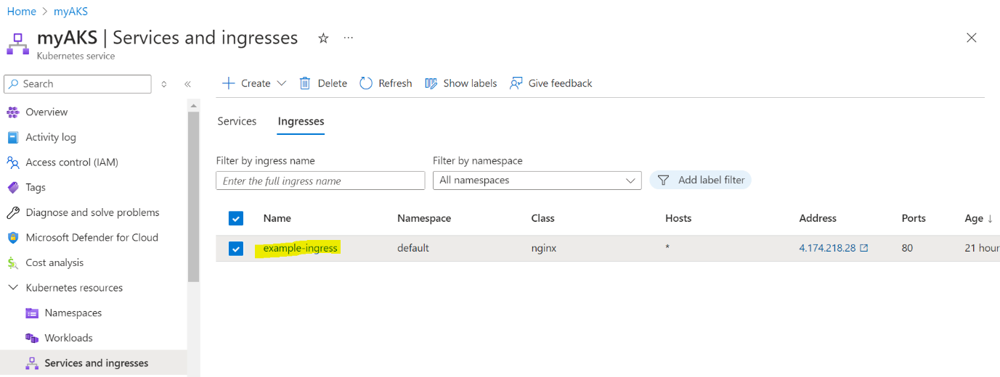 Home > myAKS
myAKS | Services and ingresses ☆ ···
Kubernetes service
Search
Create Delete Refresh Show labels Give feedback
Overview
Activity log
Access control (IAM)
Tags
Diagnose and solve problems
Microsoft Defender for Cloud
Cost analysis
Kubernetes resources
Namespaces
Workloads
Services and ingresses
Services Ingresses
Filter by ingress name Filter by namespace
Enter the full ingress name All namespaces Add label filter
Name Namespace Class Hosts Address Ports Age ↓
example-ingress default nginx * 4.174.218.28 80 21 hour